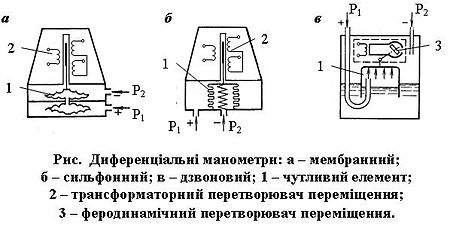 а
б
в
2
1
P2
P1
+
−
1
2
P1
P2
+
−
P1
P2
+
−
3
1
Рис. Диференціальні манометри: а – мембранний;
б – сильфонний; в – дзвоновий; 1 – чутливий елемент;
2 – трансформаторний перетворювач переміщення;
3 – феродинамічний перетворювач переміщення.